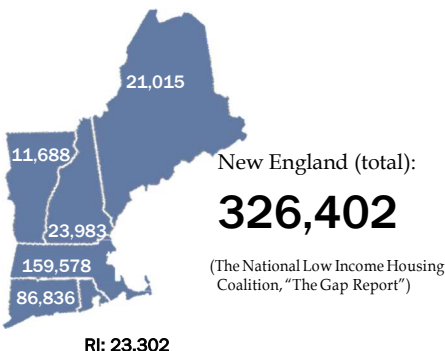 21,015
11,688
New England (total):
326,402
23,983
159,578
(The National Low Income Housing
Coalition, "The Gap Report")
86,836
RI: 23,302